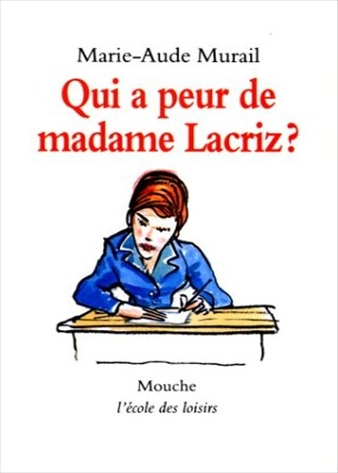 Marie-Aude Murail
Qui a peur de
madame Lacriz ?
Mouche
l'école des loisirs